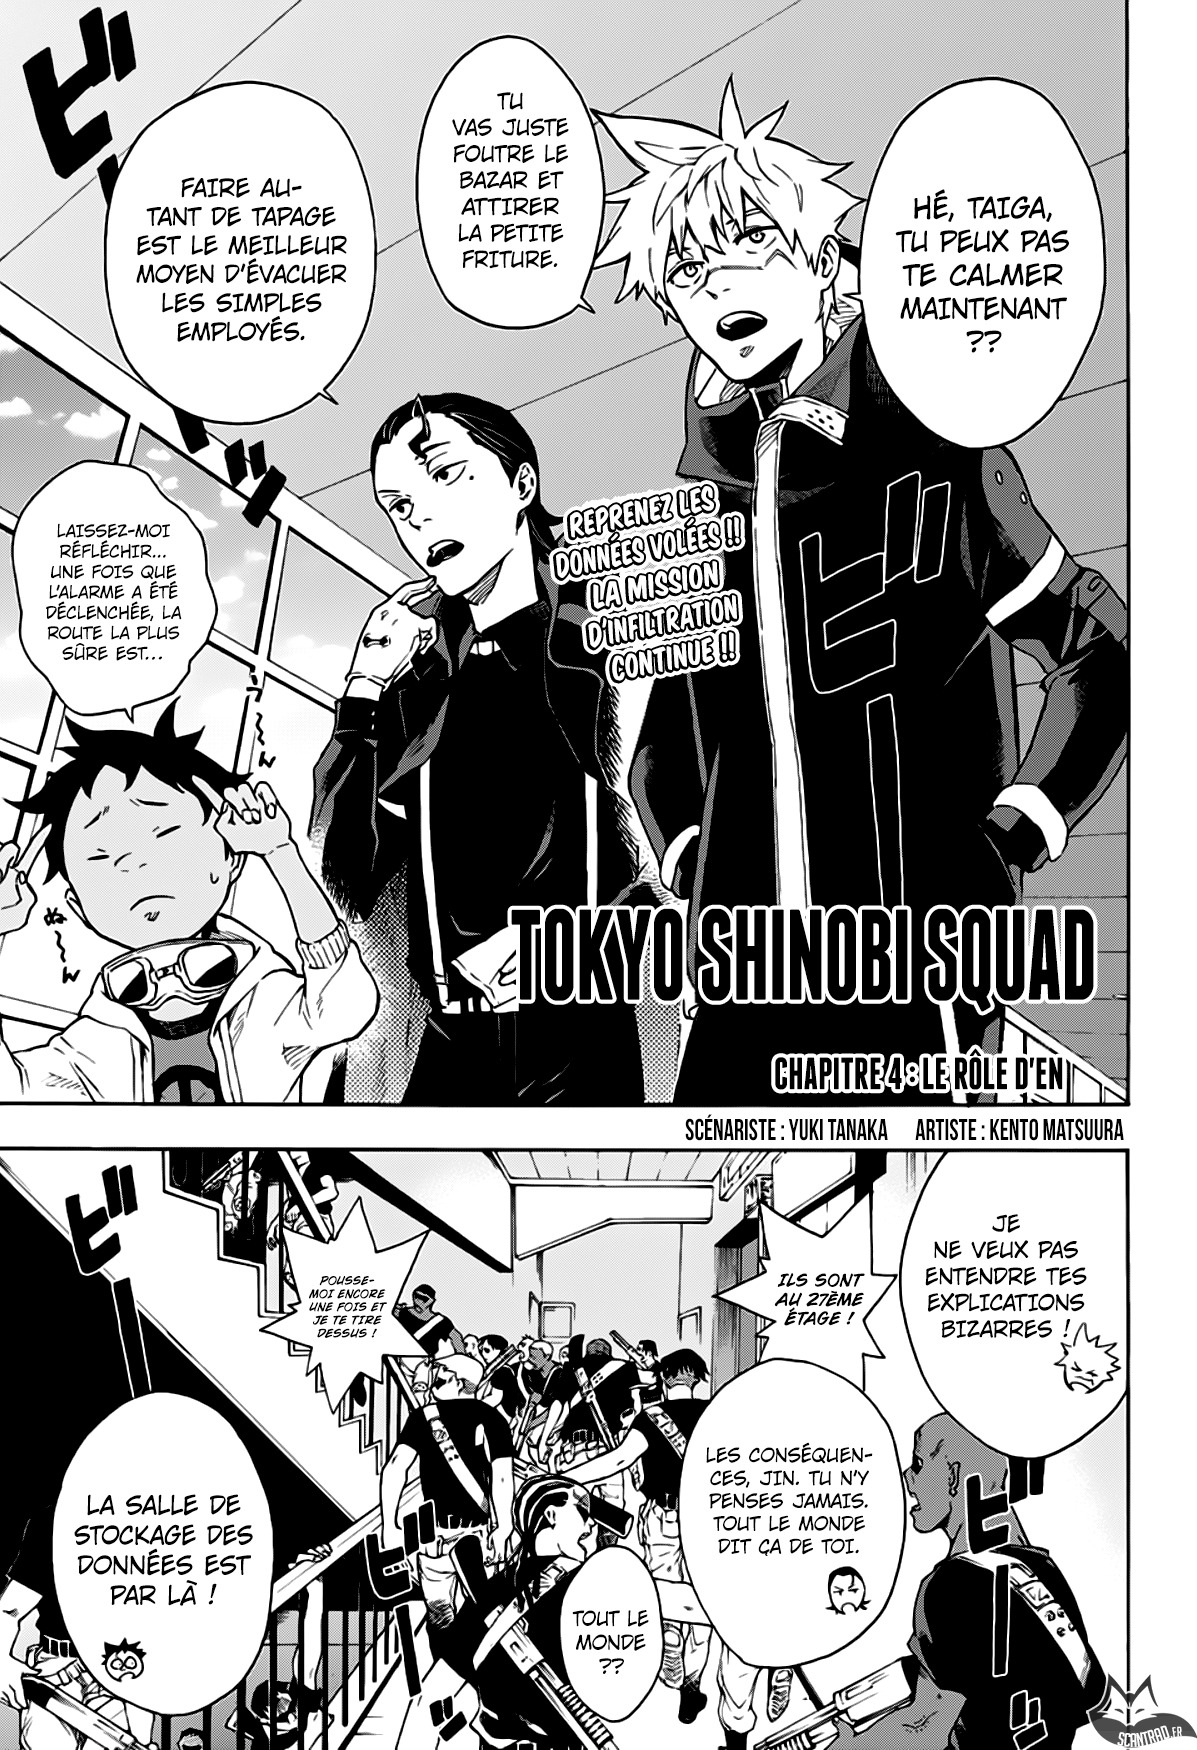 HÉ, TAIGA,
TU PEUX PAS
TE CALMER
MAINTENANT
??
TU
VAS JUSTE
FOUTRE LE
BAZAR ET
ATTIRER
LA PETITE
FRITURE.
FAIRE AU-
TANT DE TAPAGE
EST LE MEILLEUR
MOYEN D'ÉVACUER
LES SIMPLES
EMPLOYÉS.
REPRENEZ LES
DONNÉES VOLÉES !!
LA MISSION
D'INFILTRATION
CONTINUE !!
LAISSEZ-MOI
RÉFLÉCHIR...
UNE FOIS QUE
L'ALARME A ÉTÉ
DÉCLENCHÉE, LA
ROUTE LA PLUS
SÛRE EST...
TOKYO SHINOBI SQUAD
CHAPITRE 4 : LE RÔLE D'EN
SCÉNARISTE : YUKI TANAKA ARTISTE : KENTO MATSUURA
JE
NE VEUX PAS
ENTENDRE TES
EXPLICATIONS
BIZARRES !
ILS SONT
AU 27ÈME
ÉTAGE !
POUSSE-
MOI ENCORE
UNE FOIS ET
JE TE TIRE
DESSUS !
LES CONSÉQUEN-
CES, JIN. TU N'Y
PENSES JAMAIS.
TOUT LE MONDE
DIT ÇA DE TOI.
TOUT LE
MONDE
??
LA SALLE DE
STOCKAGE DES
DONNÉES EST
PAR LÀ !
SCANTRAD.FR